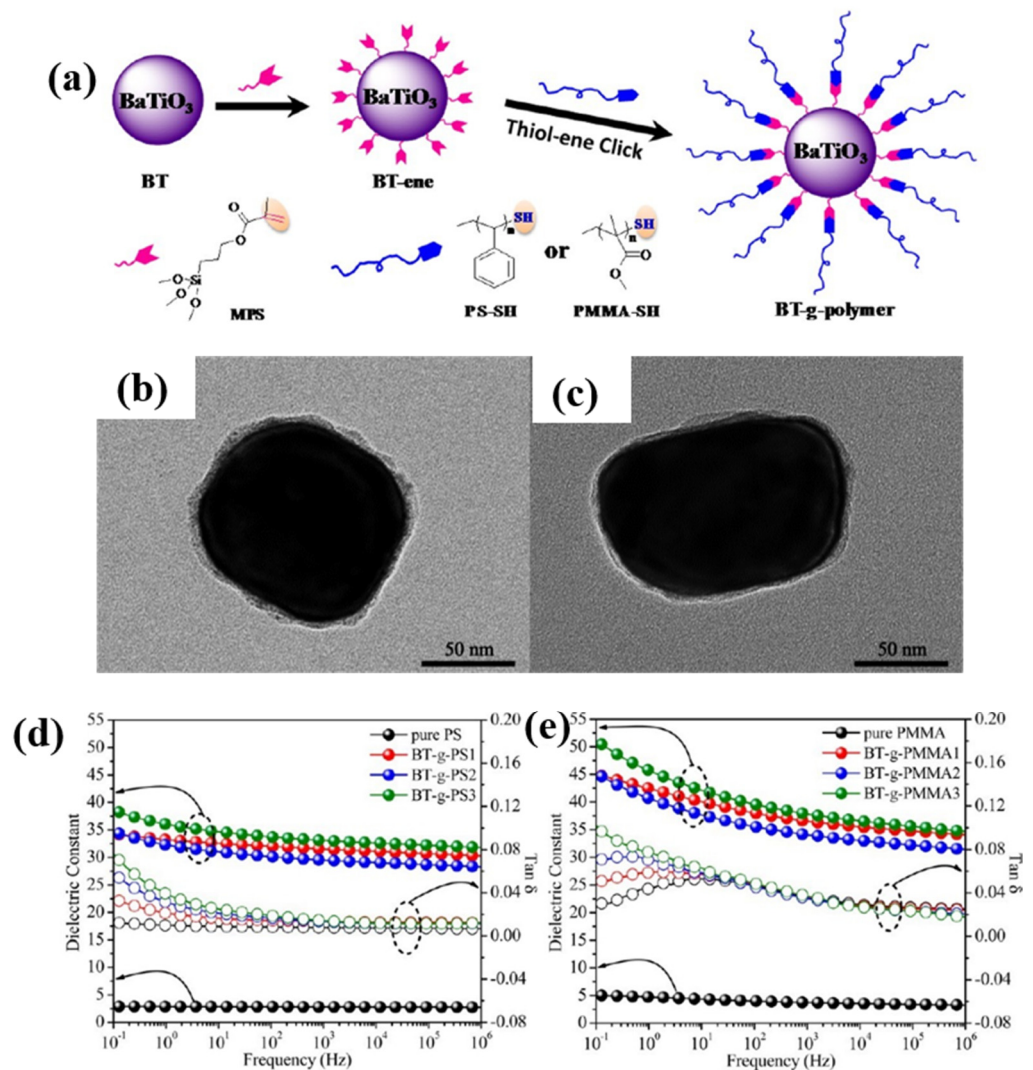 (a)
BaTiO3
BT
BaTiO3
BT-ene
Thiol-ene Click
BaTiO3
BT-g-polymer
O
O
Si
O
O
O
MPS
n
SH
PS-SH
or
n
SH
O
O
PMMA-SH
(b)
50 nm
(c)
50 nm
(d)
Dielectric Constant
55
50
45
40
35
30
25
20
15
10
5
0
pure PS
BT-g-PS1
BT-g-PS2
BT-g-PS3
0.20
0.16
0.12
0.08
0.04
0.00
-0.04
-0.08
Tan δ
10-1 100 101 102 103 104 105 106
Frequency (Hz)
(e)
Dielectric Constant
55
50
45
40
35
30
25
20
15
10
5
0
pure PMMA
BT-g-PMMA1
BT-g-PMMA2
BT-g-PMMA3
0.20
0.16
0.12
0.08
0.04
0.00
-0.04
-0.08
Tan δ
10-1 100 101 102 103 104 105 106
Frequency (Hz)